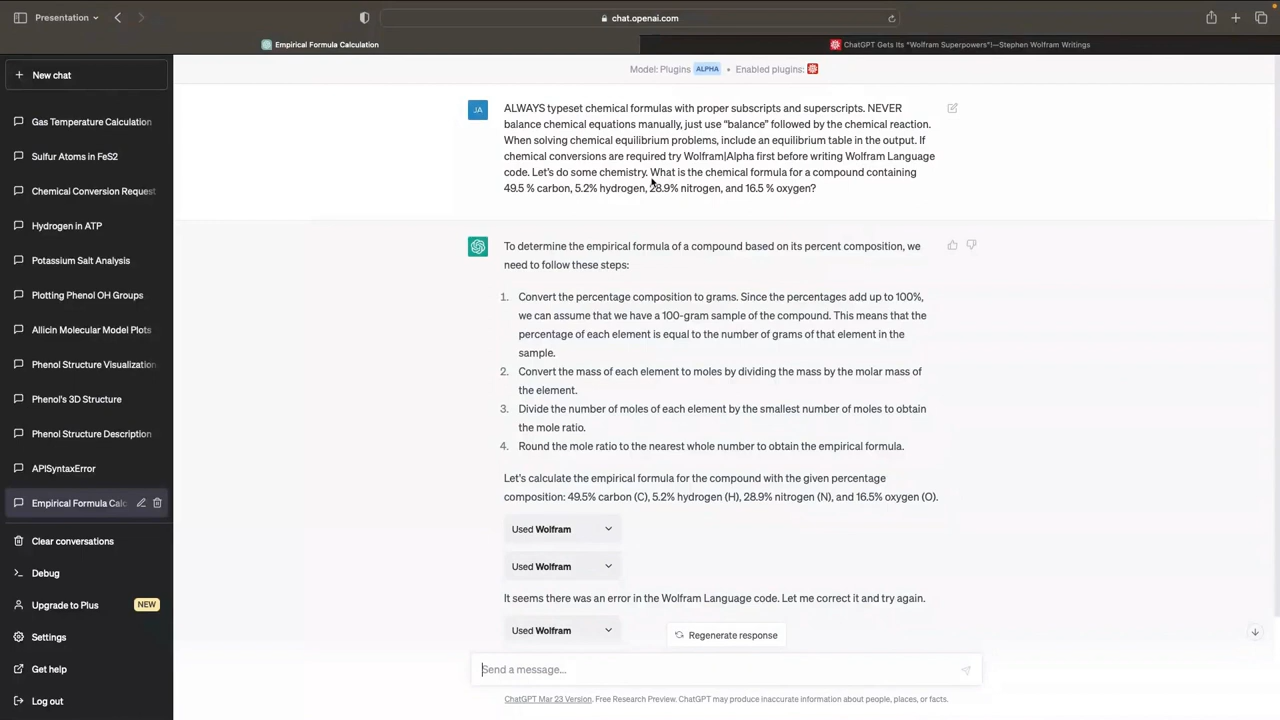 Presentation
chat.openai.com
Empirical Formula Calculation
ChatGPT Gets Its “Wolfram Superpowers”!—Stephen Wolfram Writings
New chat
Gas Temperature Calculation
Sulfur Atoms in FeS2
Chemical Conversion Request
Hydrogen in ATP
Potassium Salt Analysis
Plotting Phenol OH Groups
Allicin Molecular Model Plots
Phenol Structure Visualization
Phenol's 3D Structure
Phenol Structure Description
APISyntaxError
Empirical Formula Calc
Clear conversations
Debug
Upgrade to Plus NEW
Settings
Get help
Log out
Model: Plugins ALPHA • Enabled plugins:
JA
ALWAYS typeset chemical formulas with proper subscripts and superscripts. NEVER
balance chemical equations manually, just use “balance” followed by the chemical reaction.
When solving chemical equilibrium problems, include an equilibrium table in the output. If
chemical conversions are required try Wolfram|Alpha first before writing Wolfram Language
code. Let’s do some chemistry. What is the chemical formula for a compound containing
49.5 % carbon, 5.2% hydrogen, 28.9% nitrogen, and 16.5 % oxygen?
To determine the empirical formula of a compound based on its percent composition, we
need to follow these steps:
1. Convert the percentage composition to grams. Since the percentages add up to 100%,
we can assume that we have a 100-gram sample of the compound. This means that the
percentage of each element is equal to the number of grams of that element in the
sample.
2. Convert the mass of each element to moles by dividing the mass by the molar mass of
the element.
3. Divide the number of moles of each element by the smallest number of moles to obtain
the mole ratio.
4. Round the mole ratio to the nearest whole number to obtain the empirical formula.
Let's calculate the empirical formula for the compound with the given percentage
composition: 49.5% carbon (C), 5.2% hydrogen (H), 28.9% nitrogen (N), and 16.5% oxygen (O).
Used Wolfram
Used Wolfram
It seems there was an error in the Wolfram Language code. Let me correct it and try again.
Used Wolfram
Regenerate response
Send a message...
ChatGPT Mar 23 Version. Free Research Preview. ChatGPT may produce inaccurate information about people, places, or facts.